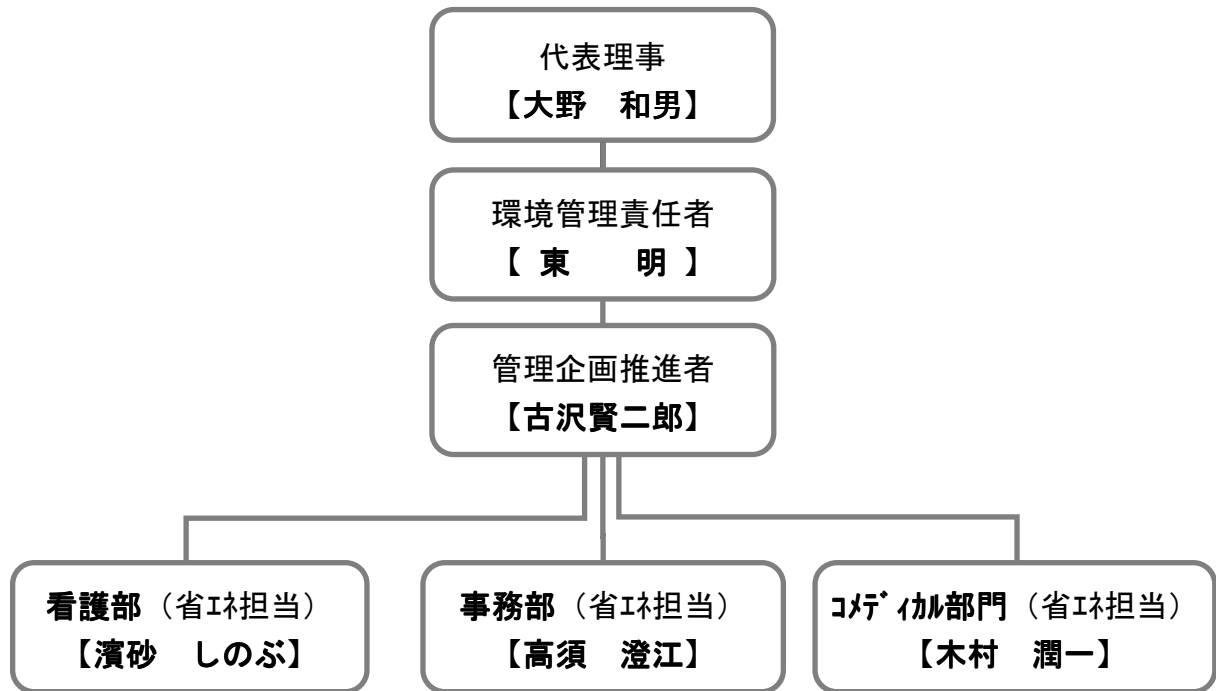 代表理事
【大野　和男】
環境管理責任者
【 東　　明 】
管理企画推進者
【古沢賢二郎】
看護部（省ｴﾈ担当）
【濱砂　しのぶ】
事務部（省ｴﾈ担当）
【高須　澄江】
ｺﾒﾃﾞｨｶﾙ部門（省ｴﾈ担当）
【木村　潤一】